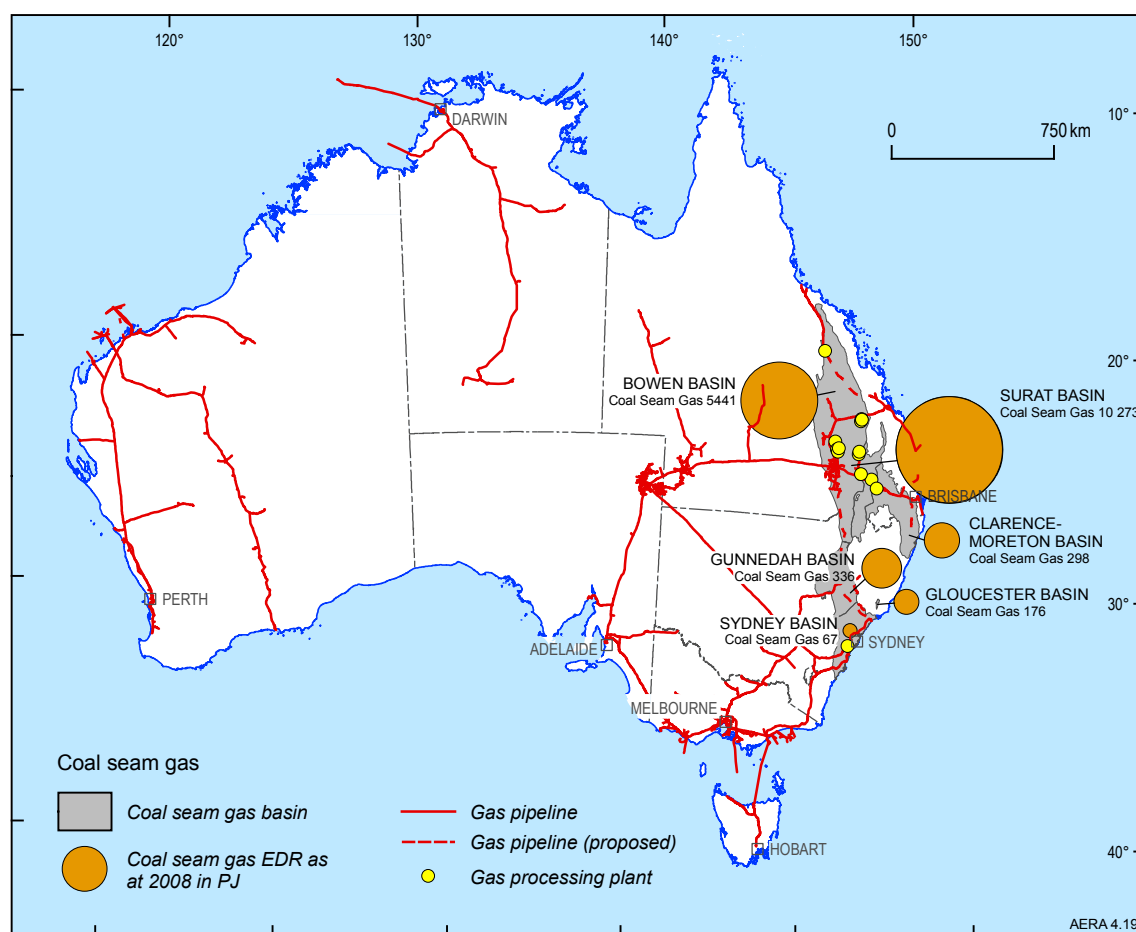 120°
130°
140°
150°
DARWIN
10°
0
750 km
20°
BOWEN BASIN
Coal Seam Gas 5441
SURAT BASIN
Coal Seam Gas 10 273
BRISBANE
CLARENCE-
MORETON BASIN
Coal Seam Gas 298
GUNNEDAH BASIN
Coal Seam Gas 336
GLOUCESTER BASIN
Coal Seam Gas 176
PERTH
30°
SYDNEY BASIN
Coal Seam Gas 67
SYDNEY
ADELAIDE
MELBOURNE
Coal seam gas
Coal seam gas basin
Coal seam gas EDR as
at 2008 in PJ
Gas pipeline
Gas pipeline (proposed)
Gas processing plant
HOBART
40°
AERA 4.19